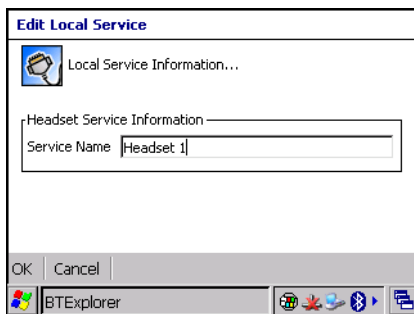 Edit Local Service
Local Service Information...
Headset Service Information
Service Name Headset 1
OK Cancel
BTExplorer